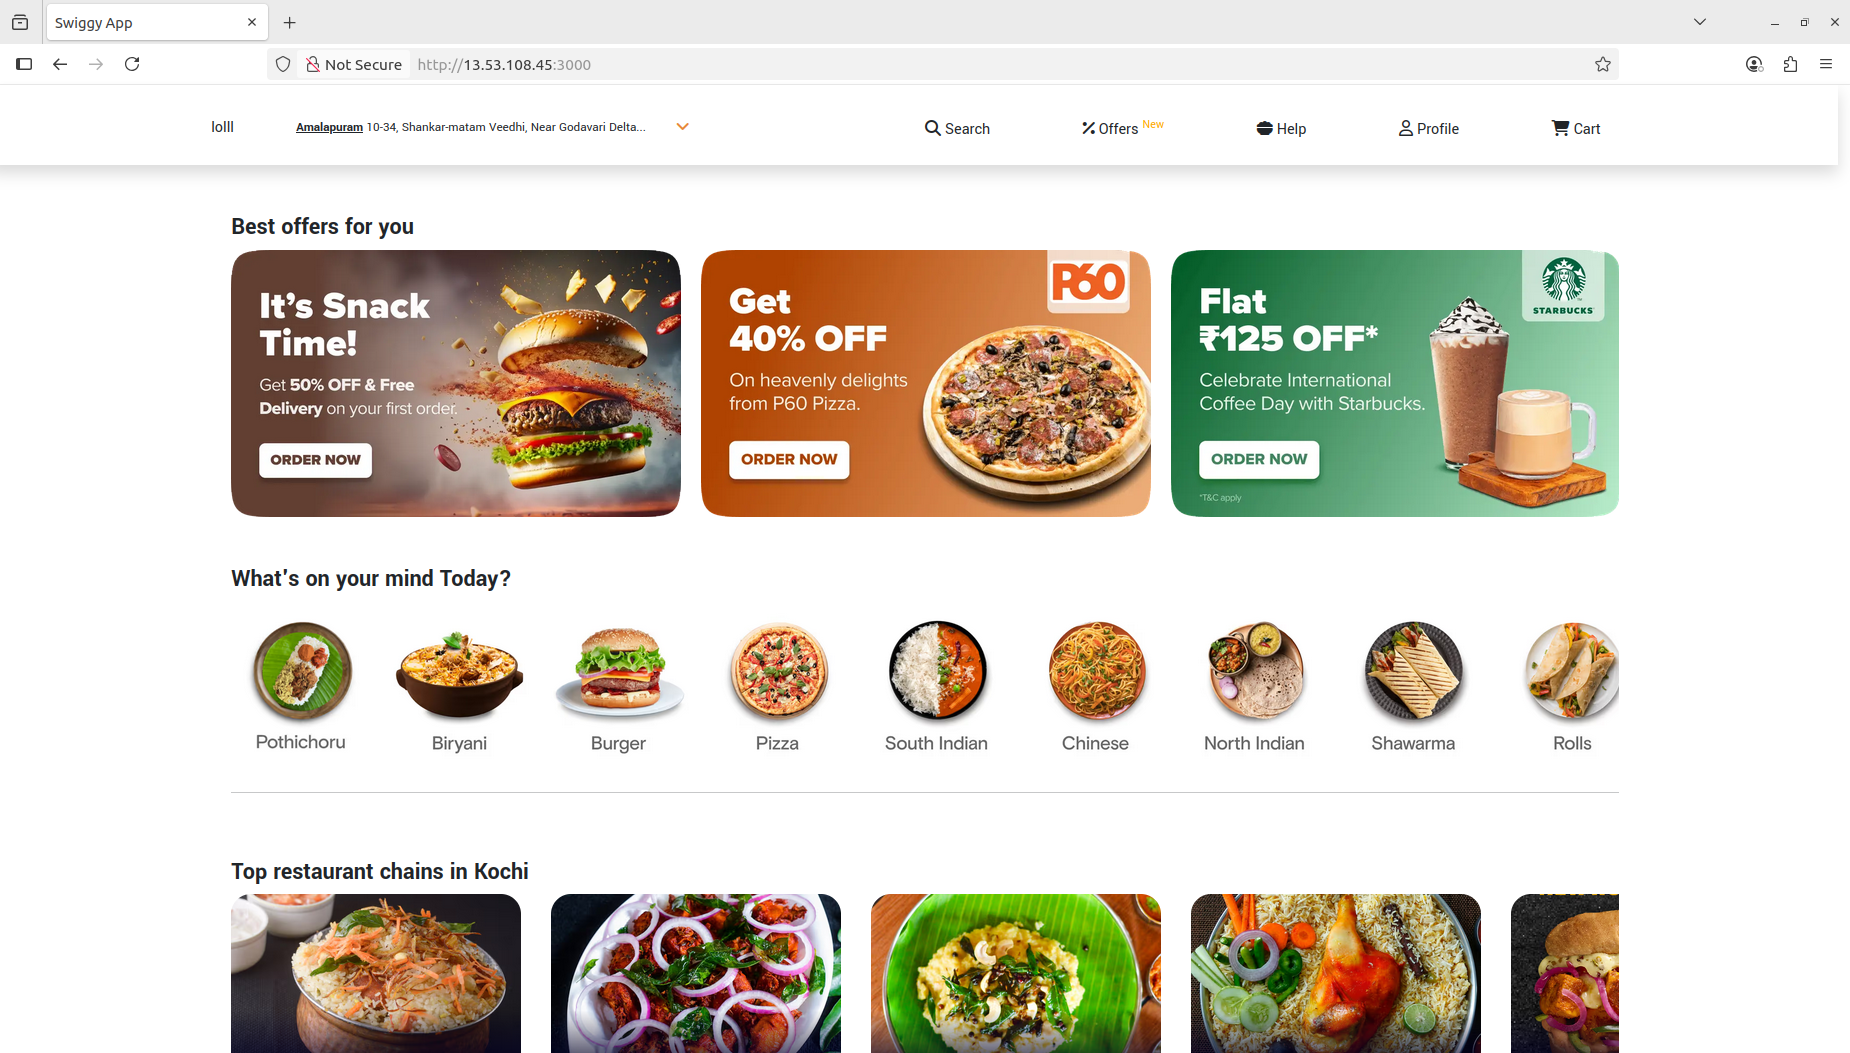 Swiggy App
Not Secure http://13.53.108.45:3000
lolll
Amalapuram 10-34, Shankar-matam Veedhi, Near Godavari Delta...
Search
Offers New
Help
Profile
Cart
Best offers for you
It's Snack
Time!
Get 50% OFF & Free
Delivery on your first order.
ORDER NOW
P60
Get
40% OFF
On heavenly delights
from P60 Pizza.
ORDER NOW
STARBUCKS
Flat
₹125 OFF*
Celebrate International
Coffee Day with Starbucks.
ORDER NOW
*T&C apply
What's on your mind Today?
Pothichoru
Biryani
Burger
Pizza
South Indian
Chinese
North Indian
Shawarma
Rolls
Top restaurant chains in Kochi